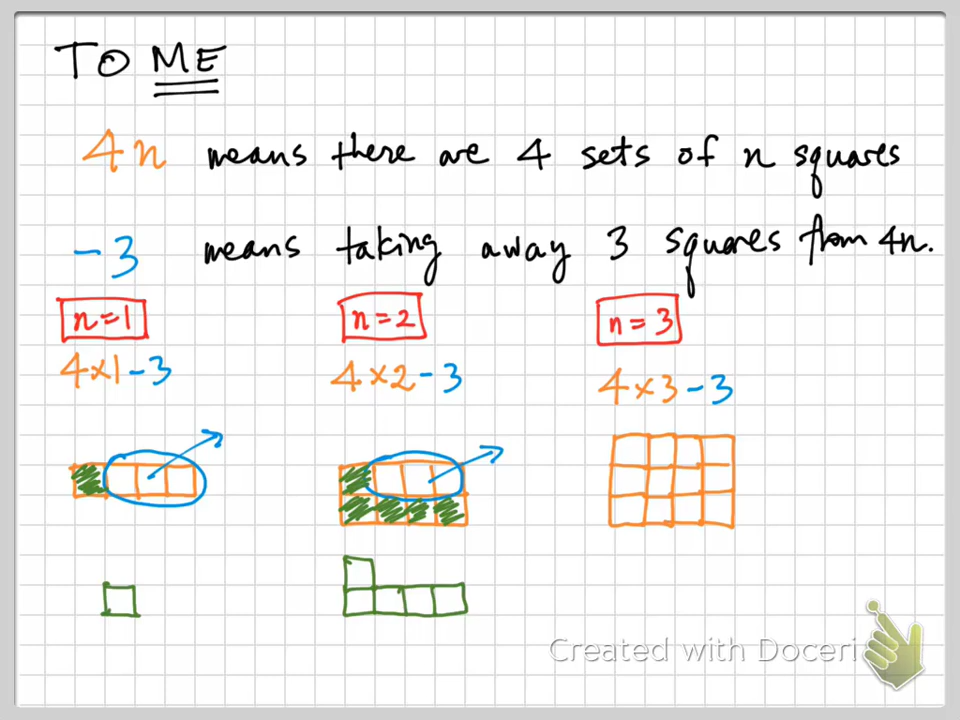 TO ME
4n means there are 4 sets of n squares
-3 means taking away 3 squares from 4n.
n=1 n=2 n=3
4×1-3 4×2-3 4×3-3
Created with Doceri